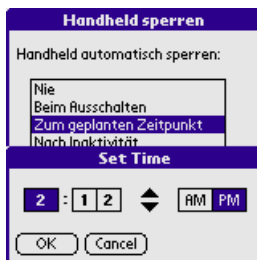 Handheld sperren
Handheld automatisch sperren:
Nie
Beim Ausschalten
Zum geplanten Zeitpunkt
Nach Inaktivität
Set Time
2 : 1 2 AM PM
OK Cancel